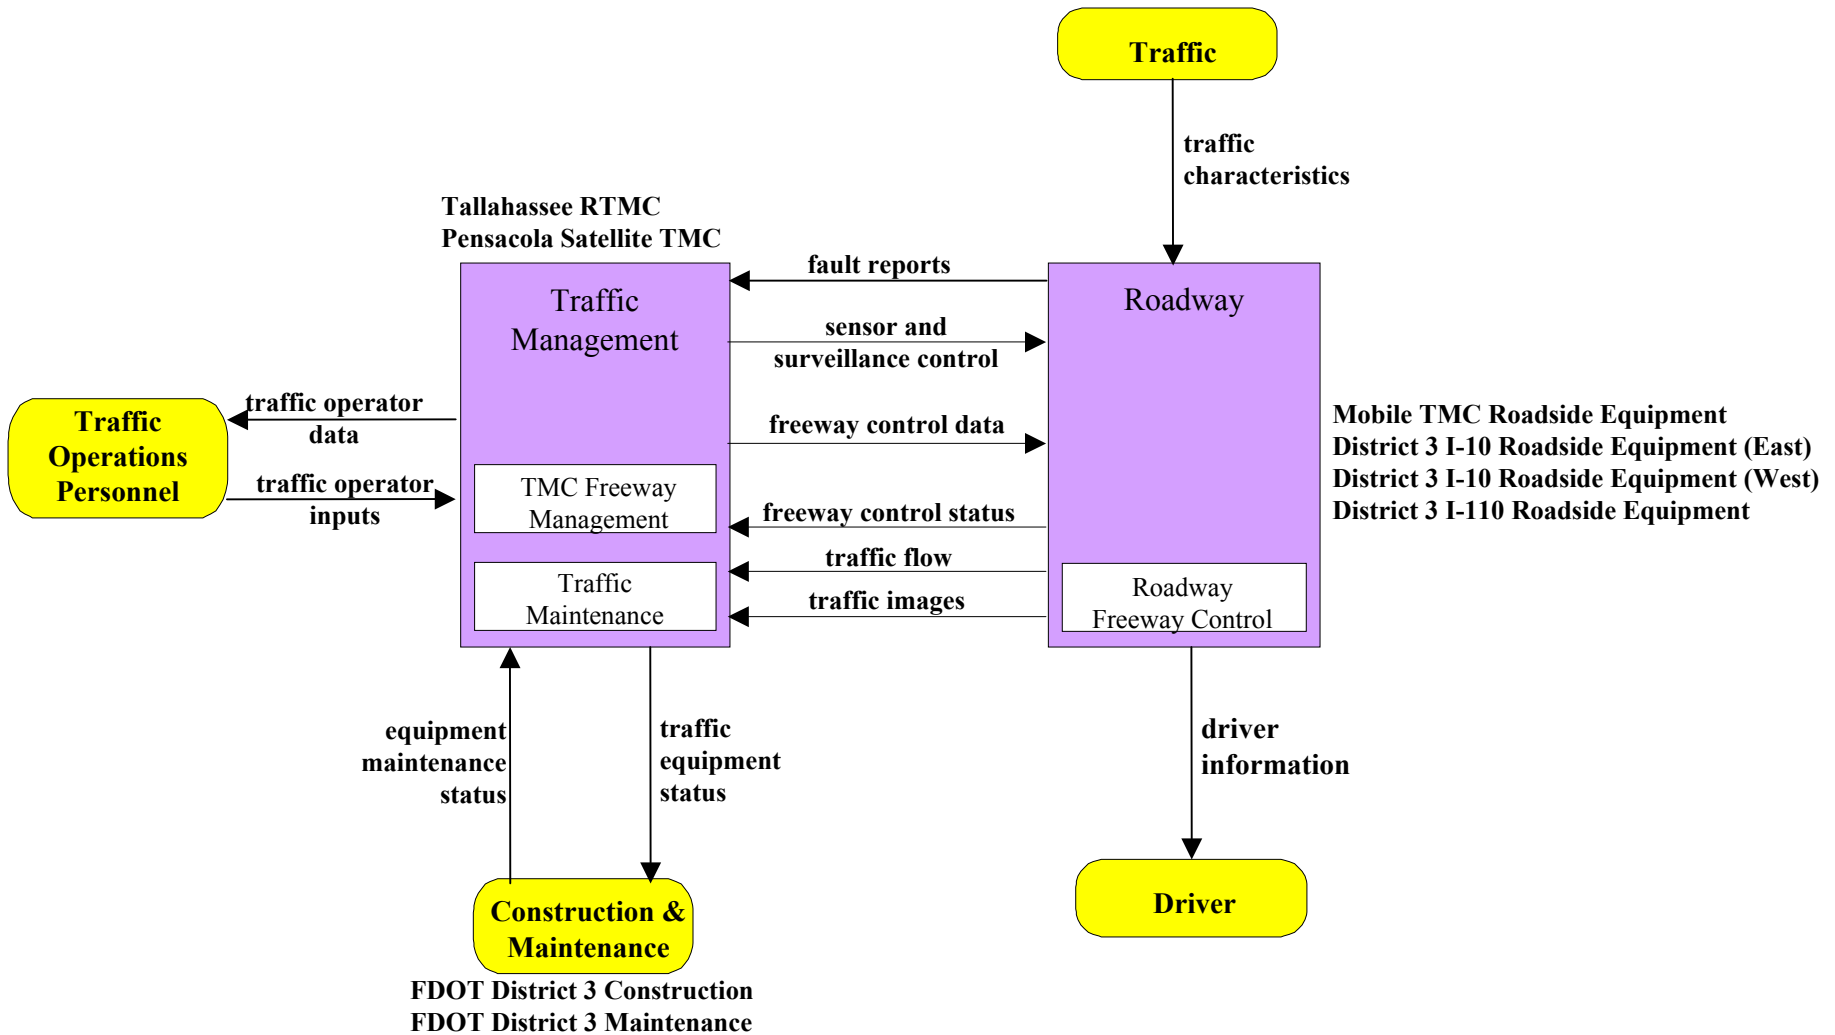 Traffic
traffic
characteristics
Tallahassee RTMC
Pensacola Satellite TMC
Traffic
Management
fault reports
Roadway
sensor and
surveillance control
traffic operator
data
Traffic
Operations
Personnel
freeway control data
Mobile TMC Roadside Equipment
District 3 I-10 Roadside Equipment (East)
District 3 I-10 Roadside Equipment (West)
District 3 I-110 Roadside Equipment
traffic operator
inputs
TMC Freeway
Management
freeway control status
traffic flow
Traffic
Maintenance
traffic images
Roadway
Freeway Control
equipment
maintenance
status
traffic
equipment
status
driver
information
Construction &
Maintenance
Driver
FDOT District 3 Construction
FDOT District 3 Maintenance